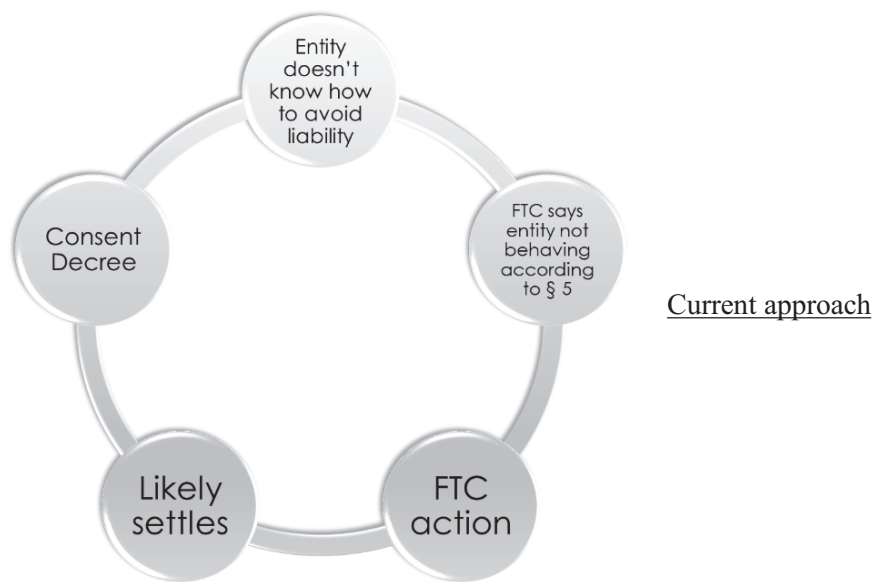 Entity
doesn't
know how
to avoid
liability
FTC says
entity not
behaving
according
to § 5
FTC
action
Likely
settles
Consent
Decree
Current approach